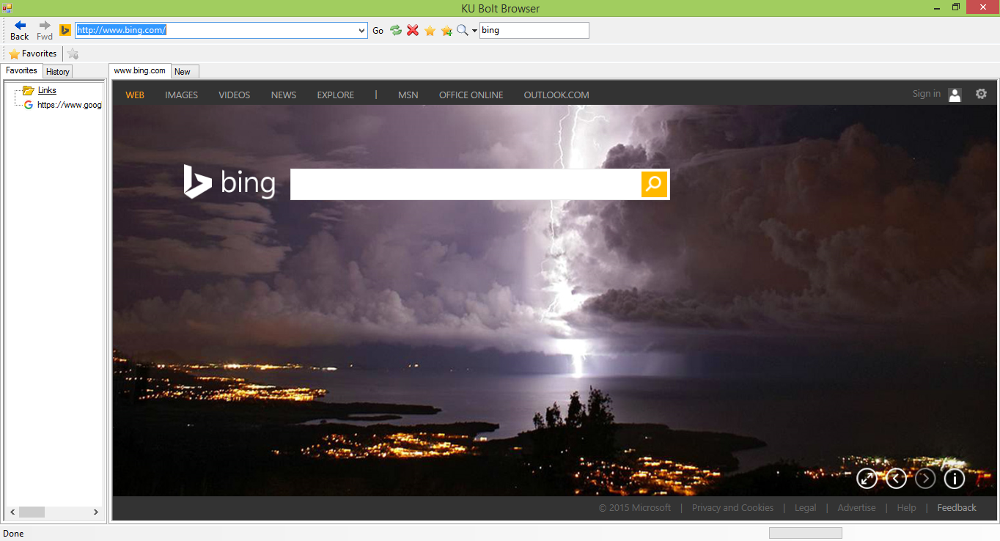 KU Bolt Browser
Back Fwd http://www.bing.com/ Go bing
Favorites
Favorites History www.bing.com New
Links
https://www.goog
WEB IMAGES VIDEOS NEWS EXPLORE | MSN OFFICE ONLINE OUTLOOK.COM Sign in
bing
© 2015 Microsoft | Privacy and Cookies | Legal | Advertise | Help | Feedback
Done